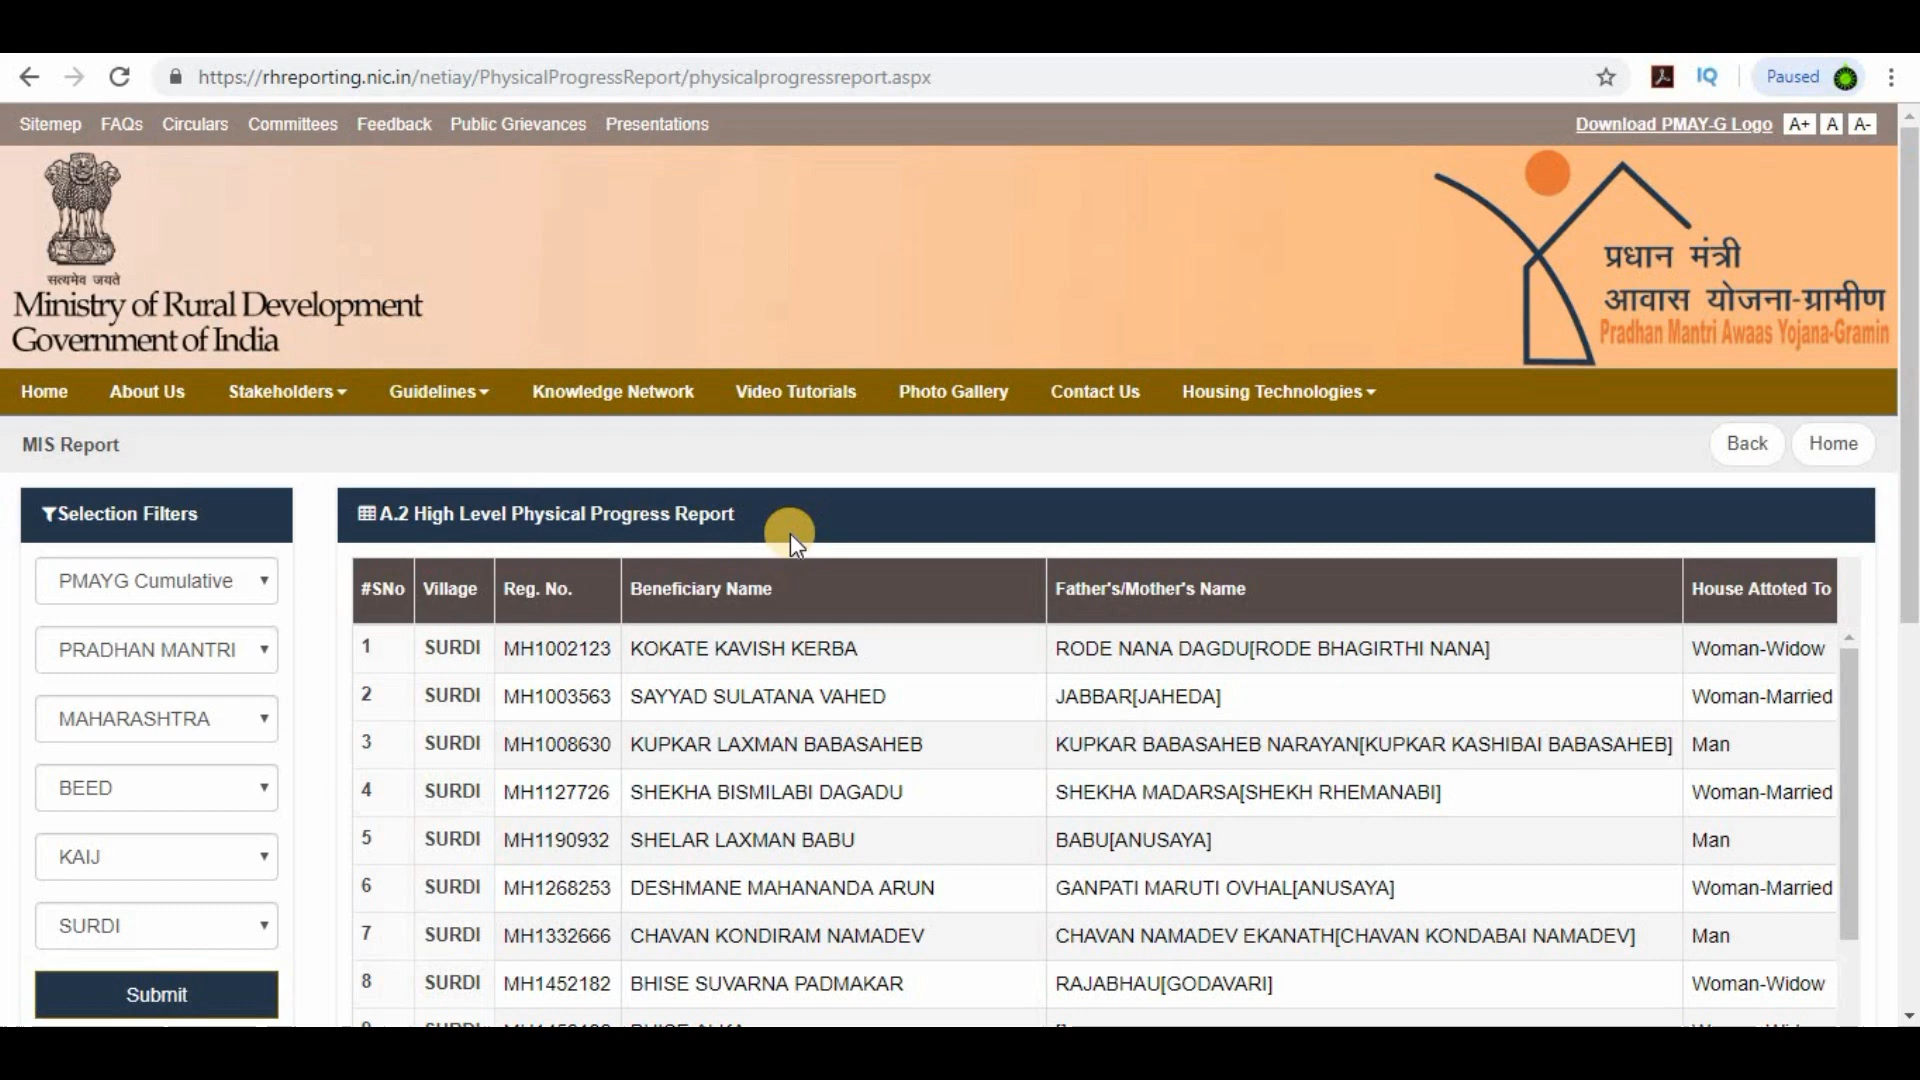 https://rhreporting.nic.in/netiay/PhysicalProgressReport/physicalprogressreport.aspx IQ Paused
Sitemep FAQs Circulars Committees Feedback Public Grievances Presentations Download PMAY-G Logo A+ A A-
सत्यमेव जयते
Ministry of Rural Development
Government of India
प्रधान मंत्री
आवास योजना-ग्रामीण
Pradhan Mantri Awaas Yojana-Gramin
Home About Us Stakeholders Guidelines Knowledge Network Video Tutorials Photo Gallery Contact Us Housing Technologies
MIS Report Back Home
Selection Filters
PMAYG Cumulative
PRADHAN MANTRI
MAHARASHTRA
BEED
KAIJ
SURDI
Submit
A.2 High Level Physical Progress Report
#SNo Village Reg. No. Beneficiary Name Father's/Mother's Name House Attoted To
1 SURDI MH1002123 KOKATE KAVISH KERBA RODE NANA DAGDU[RODE BHAGIRTHI NANA] Woman-Widow
2 SURDI MH1003563 SAYYAD SULATANA VAHED JABBAR[JAHEDA] Woman-Married
3 SURDI MH1008630 KUPKAR LAXMAN BABASAHEB KUPKAR BABASAHEB NARAYAN[KUPKAR KASHIBAI BABASAHEB] Man
4 SURDI MH1127726 SHEKHA BISMILABI DAGADU SHEKHA MADARSA[SHEKH RHEMANABI] Woman-Married
5 SURDI MH1190932 SHELAR LAXMAN BABU BABU[ANUSAYA] Man
6 SURDI MH1268253 DESHMANE MAHANANDA ARUN GANPATI MARUTI OVHAL[ANUSAYA] Woman-Married
7 SURDI MH1332666 CHAVAN KONDIRAM NAMADEV CHAVAN NAMADEV EKANATH[CHAVAN KONDABAI NAMADEV] Man
8 SURDI MH1452182 BHISE SUVARNA PADMAKAR RAJABHAU[GODAVARI] Woman-Widow